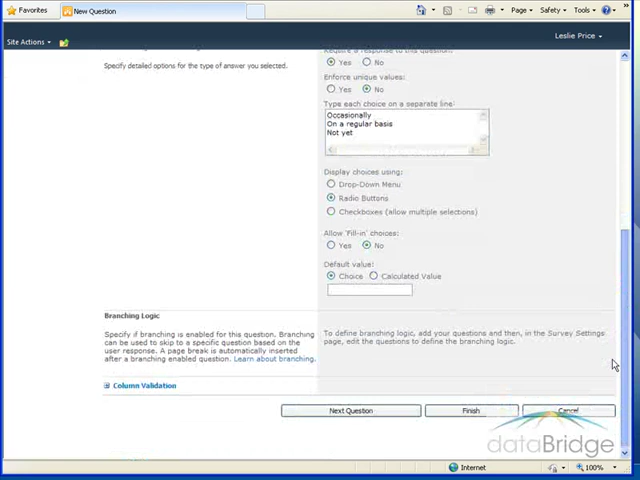 Favorites
New Question
Page
Safety
Tools
Site Actions
Leslie Price
Require a response to this question:
Specify detailed options for the type of answer you selected.
Yes No
Enforce unique values:
Yes No
Type each choice on a separate line:
Occasionally
On a regular basis
Not yet
Display choices using:
Drop-Down Menu
Radio Buttons
Checkboxes (allow multiple selections)
Allow 'Fill-in' choices:
Yes No
Default value:
Choice Calculated Value
Branching Logic
Specify if branching is enabled for this question. Branching
can be used to skip to a specific question based on the
user response. A page break is automatically inserted
after a branching enabled question. Learn about branching.
To define branching logic, add your questions and then, in the Survey Settings
page, edit the questions to define the branching logic.
Column Validation
Next Question
Finish
Cancel
dataBridge
Internet
100%